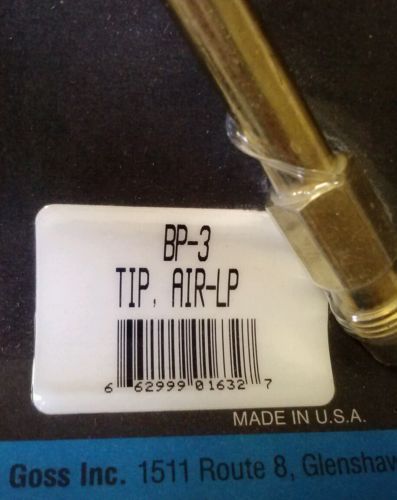 BP-3
TIP, AIR-LP
6 62999 01632 7
MADE IN U.S.A.
Goss Inc. 1511 Route 8, Glenshaw